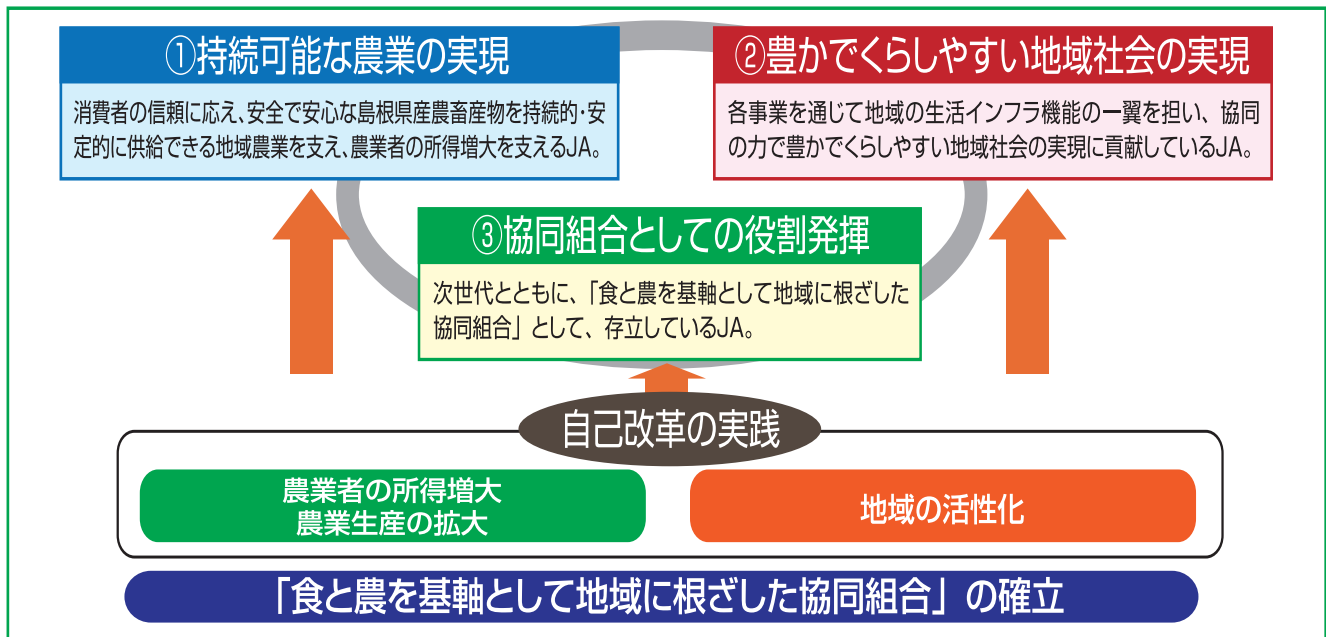 ①持続可能な農業の実現
消費者の信頼に応え、安全で安心な島根県産農畜産物を持続的・安
定的に供給できる地域農業を支え、農業者の所得増大を支えるJA。
②豊かでくらしやすい地域社会の実現
各事業を通じて地域の生活インフラ機能の一翼を担い、協同
の力で豊かでくらしやすい地域社会の実現に貢献しているJA。
③協同組合としての役割発揮
次世代とともに、「食と農を基軸として地域に根ざした
協同組合」として、存立しているJA。
自己改革の実践
農業者の所得増大
農業生産の拡大
地域の活性化
「食と農を基軸として地域に根ざした協同組合」の確立